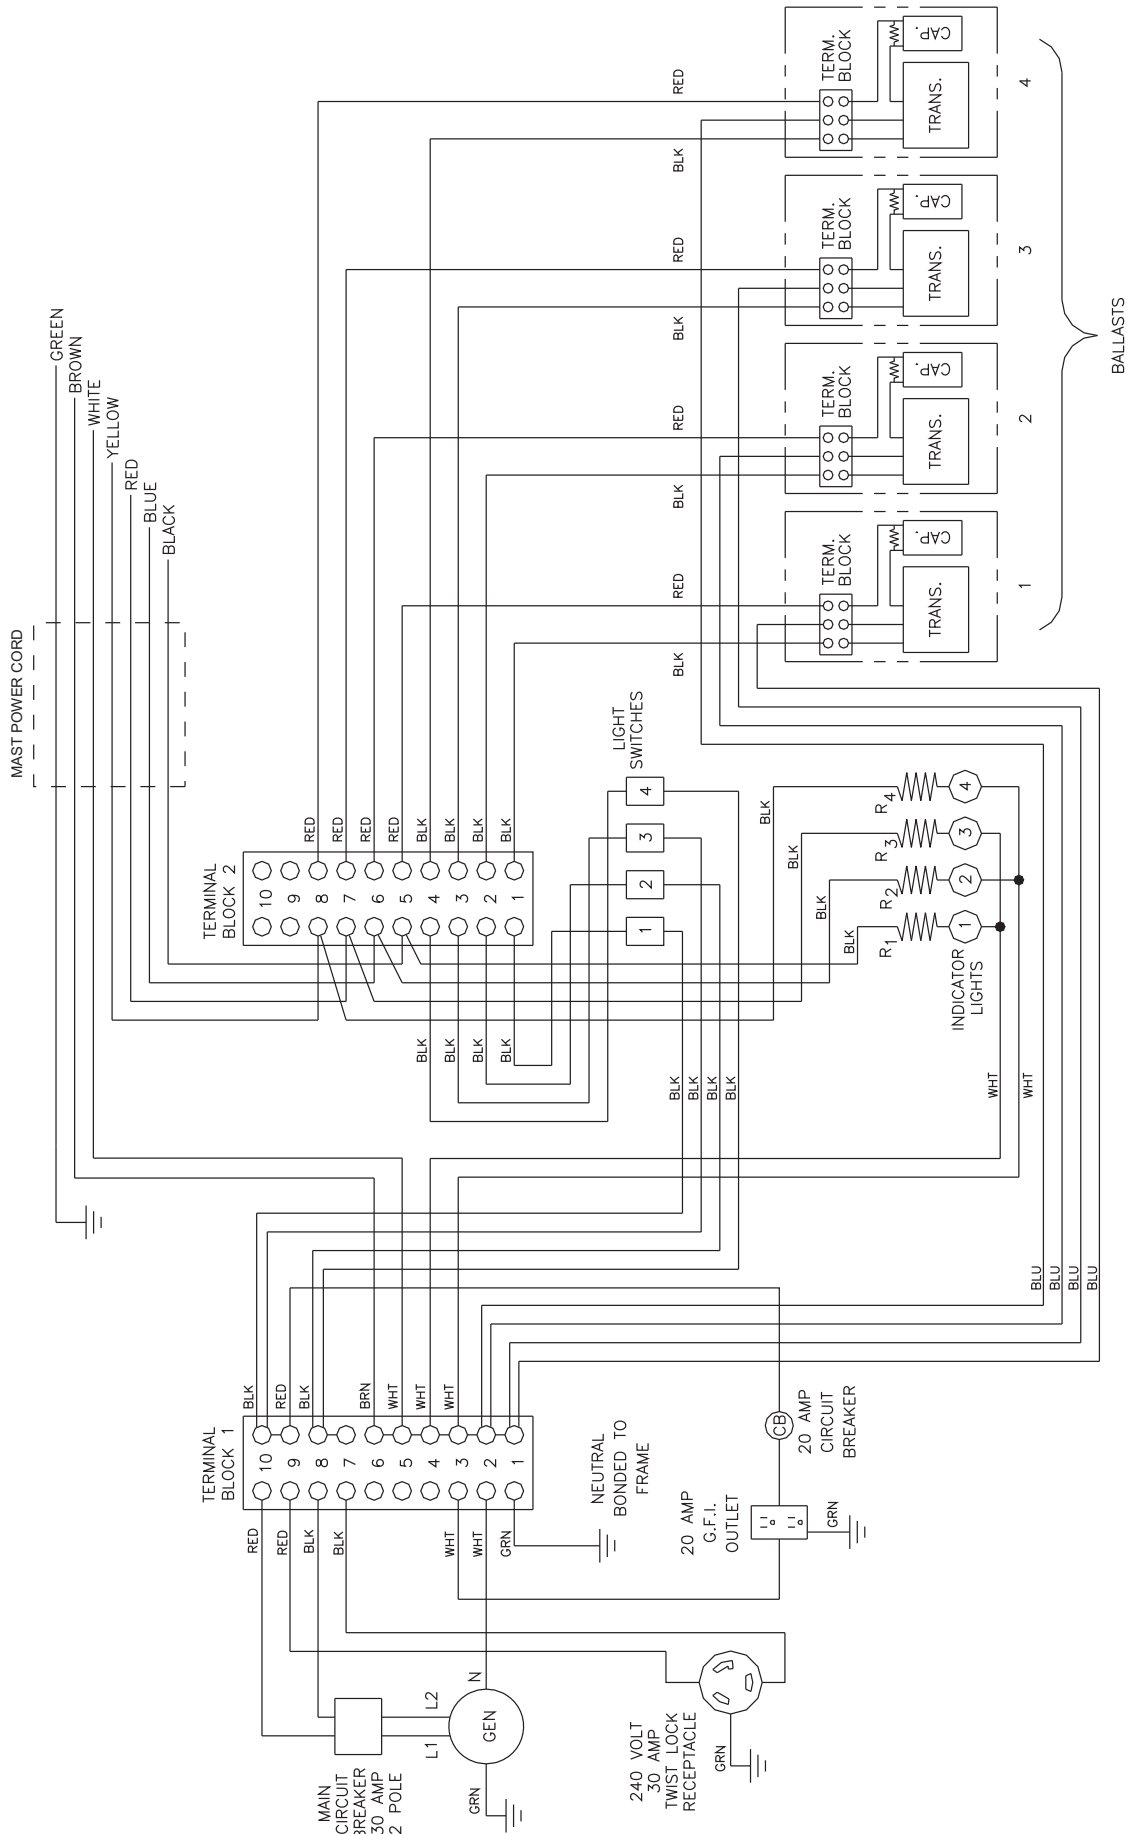 MAST POWER CORD
GREEN
BROWN
WHITE
YELLOW
RED
BLUE
BLACK
TERM.
BLOCK
CAP.
TRANS.
4
RED
BLK
TERM.
BLOCK
CAP.
TRANS.
3
RED
BLK
TERM.
BLOCK
CAP.
TRANS.
2
RED
BLK
TERM.
BLOCK
CAP.
TRANS.
1
RED
BLK
BALLASTS
TERMINAL
BLOCK 2
10
9
8
7
6
5
4
3
2
1
RED
RED
RED
RED
BLK
BLK
BLK
BLK
BLK
BLK
BLK
BLK
LIGHT
SWITCHES
4
3
2
1
BLK
BLK
BLK
BLK
BLK
BLK
BLK
BLK
R4
R3
R2
R1
4
3
2
1
INDICATOR
LIGHTS
WHT
WHT
BLU
BLU
BLU
BLU
TERMINAL
BLOCK 1
10
9
8
7
6
5
4
3
2
1
BLK
RED
BLK
BRN
WHT
WHT
WHT
RED
RED
BLK
BLK
WHT
WHT
GRN
NEUTRAL
BONDED TO
FRAME
CB
20 AMP
CIRCUIT
BREAKER
20 AMP
G.F.I.
OUTLET
GRN
MAIN
CIRCUIT
BREAKER
30 AMP
2 POLE
L1
L2
N
GEN
GRN
240 VOLT
30 AMP
TWIST LOCK
RECEPTACLE
GRN